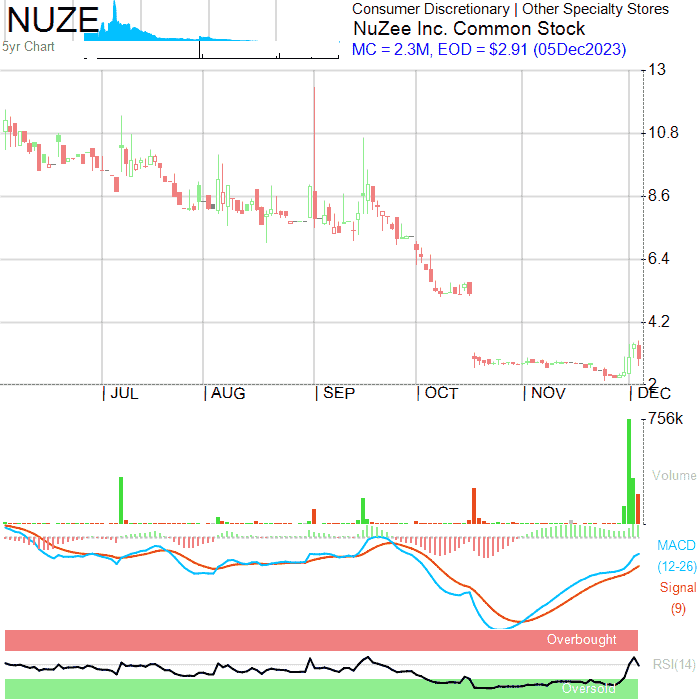 NUZE
5yr Chart
Consumer Discretionary | Other Specialty Stores
NuZee Inc. Common Stock
MC = 2.3M, EOD = $2.91 (05Dec2023)
13
10.8
8.6
6.4
4.2
2
JUL AUG SEP OCT NOV DEC
756k
Volume
MACD
(12-26)
Signal
(9)
Overbought
RSI(14)
Oversold